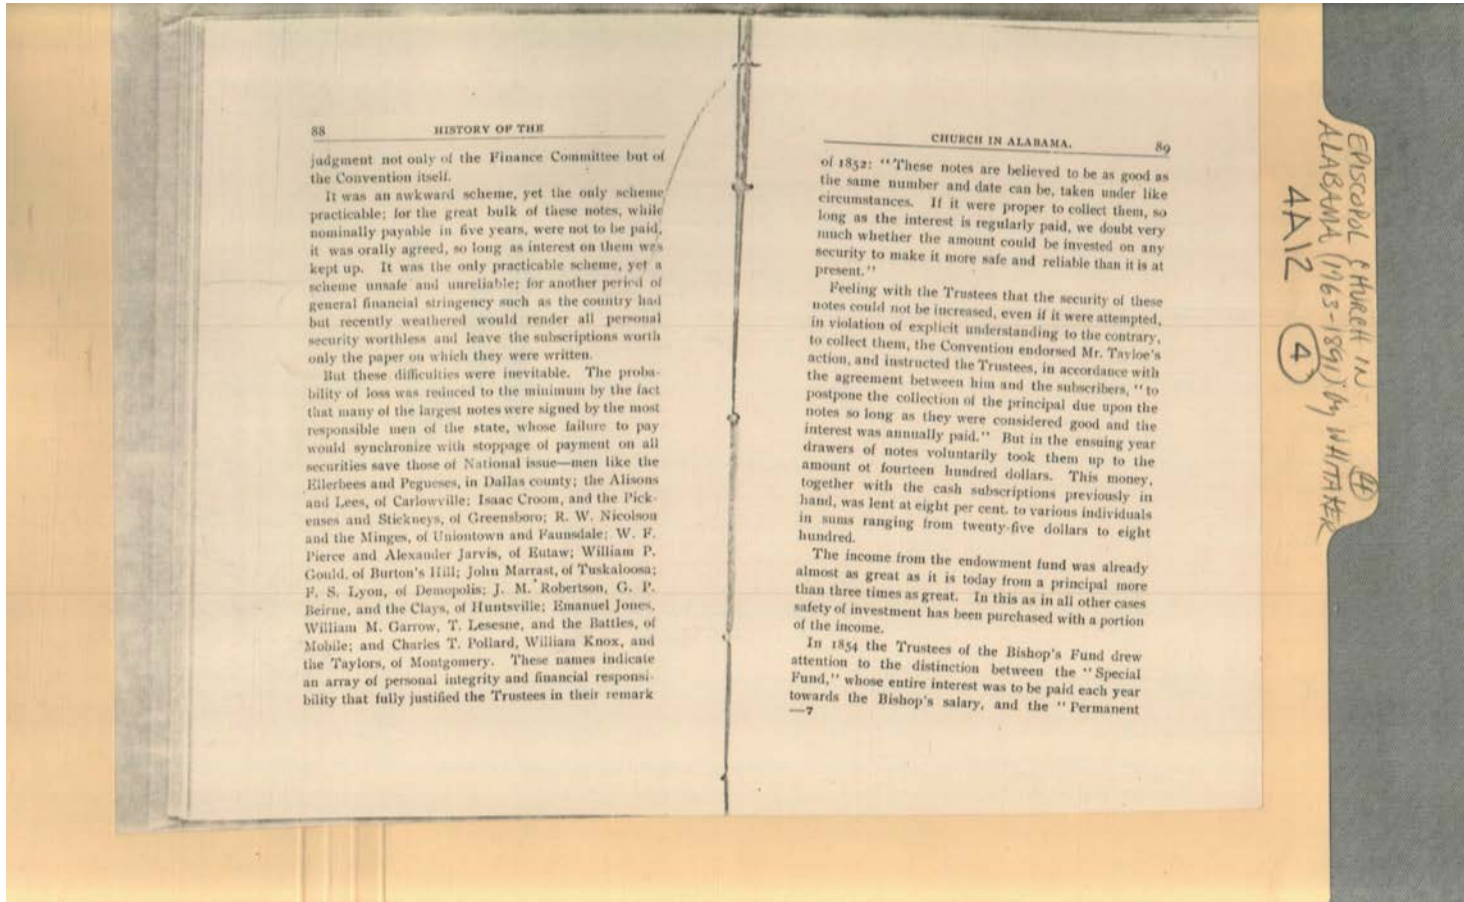 88 HISTORY OF THE
judgment not only of the Finance Committee but of
the Convention itself.
It was an awkward scheme, yet the only scheme
practicable; for the great bulk of these notes, while
nominally payable in five years, were not to be paid,
it was orally agreed, so long as interest on them was
kept up. It was the only practicable scheme, yet a
scheme unsafe and unreliable; for another period of
general financial stringency such as the country had
but recently weathered would render all personal
security worthless and leave the subscriptions worth
only the paper on which they were written.
But these difficulties were inevitable. The proba-
bility of loss was reduced to the minimum by the fact
that many of the largest notes were signed by the most
responsible men of the state, whose failure to pay
would synchronize with stoppage of payment on all
securities save those of National issue—men like the
Ellerbees and Pegueses, in Dallas county; the Alisons
and Lees, of Carlowville; Isaac Croom, and the Pick-
enses and Stickneys, of Greensboro; R. W. Nicolson
and the Minges, of Uniontown and Faunsdale; W. F.
Pierce and Alexander Jarvis, of Eutaw; William P.
Gould, of Burton's Hill; John Marrast, of Tuskaloosa;
F. S. Lyon, of Demopolis; J. M. Robertson, G. P.
Beirne, and the Clays, of Huntsville; Emanuel Jones,
William M. Garrow, T. Lesesne, and the Battles, of
Mobile; and Charles T. Pollard, William Knox, and
the Taylors, of Montgomery. These names indicate
an array of personal integrity and financial responsi-
bility that fully justified the Trustees in their remark
CHURCH IN ALABAMA. 89
of 1852: "These notes are believed to be as good as
the same number and date can be, taken under like
circumstances. If it were proper to collect them, so
long as the interest is regularly paid, we doubt very
much whether the amount could be invested on any
security to make it more safe and reliable than it is at
present."
Feeling with the Trustees that the security of these
notes could not be increased, even if it were attempted,
in violation of explicit understanding to the contrary,
to collect them, the Convention endorsed Mr. Tayloe's
action, and instructed the Trustees, in accordance with
the agreement between him and the subscribers, "to
postpone the collection of the principal due upon the
notes so long as they were considered good and the
interest was annually paid." But in the ensuing year
drawers of notes voluntarily took them up to the
amount of fourteen hundred dollars. This money,
together with the cash subscriptions previously in
hand, was lent at eight per cent. to various individuals
in sums ranging from twenty-five dollars to eight
hundred.
The income from the endowment fund was already
almost as great as it is today from a principal more
than three times as great. In this as in all other cases
safety of investment has been purchased with a portion
of the income.
In 1854 the Trustees of the Bishop's Fund drew
attention to the distinction between the "Special
Fund," whose entire interest was to be paid each year
towards the Bishop's salary, and the "Permanent
—7
EPISCOPOL CHURCH IN
ALABAMA (1763-1891) by WHITAKER
4A12 4